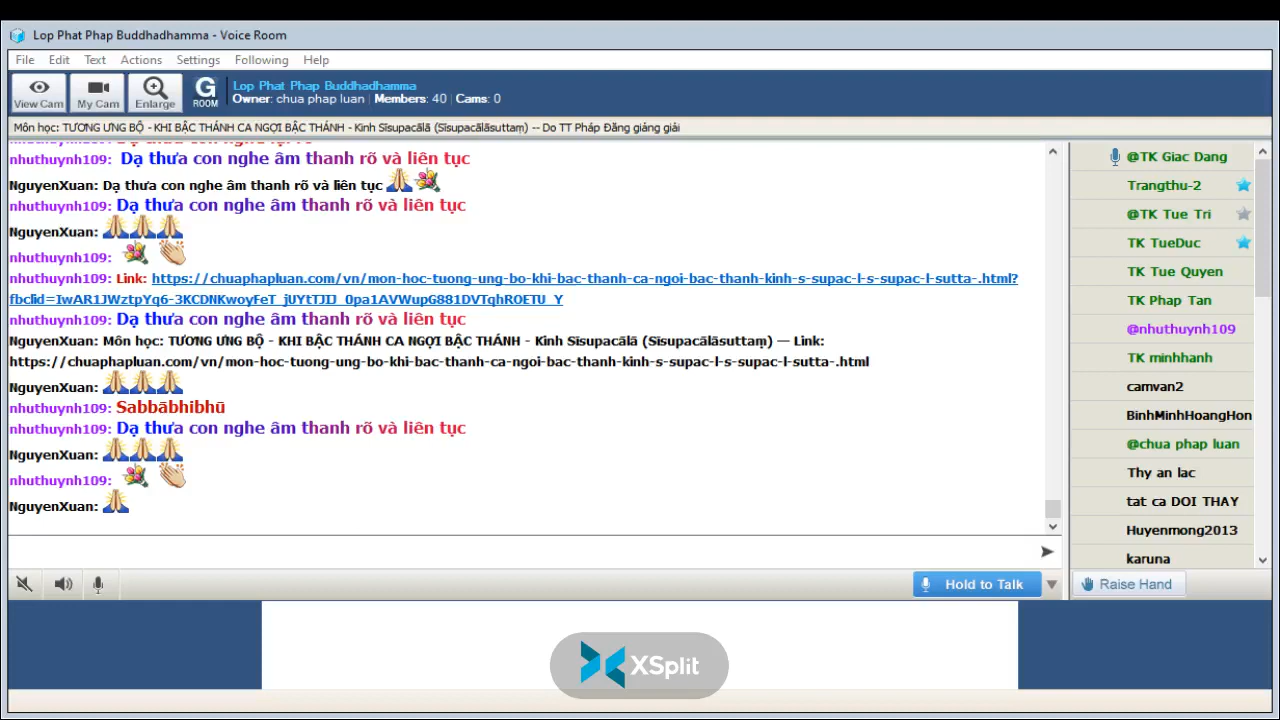 Lop Phat Phap Buddhadhamma - Voice Room
File Edit Text Actions Settings Following Help
View Cam My Cam Enlarge G ROOM
Lop Phat Phap Buddhadhamma
Owner: chua phap luan | Members: 40 | Cams: 0
Môn học: TƯƠNG ƯNG BỘ - KHI BẬC THÁNH CA NGỢI BẬC THÁNH - Kinh Sīsupacālā (Sīsupacālāsuttaṃ) -- Do TT Pháp Đăng giảng giải
nhuthuynh109: Dạ thưa con nghe âm thanh rõ và liên tục
NguyenXuan: Dạ thưa con nghe âm thanh rõ và liên tục
nhuthuynh109: Dạ thưa con nghe âm thanh rõ và liên tục
NguyenXuan:
nhuthuynh109:
nhuthuynh109: Link: https://chuaphapluan.com/vn/mon-hoc-tuong-ung-bo-khi-bac-thanh-ca-ngoi-bac-thanh-kinh-s-supac-l-s-supac-l-sutta-.html?
fbclid=IwAR1JWztpYq6-3KCDNKwoyFeT_jUYtTJIJ_0pa1AVWupG881DVTqhROETU_Y
nhuthuynh109: Dạ thưa con nghe âm thanh rõ và liên tục
NguyenXuan: Môn học: TƯƠNG ƯNG BỘ - KHI BẬC THÁNH CA NGỢI BẬC THÁNH - Kinh Sīsupacālā (Sīsupacālāsuttaṃ) — Link:
https://chuaphapluan.com/vn/mon-hoc-tuong-ung-bo-khi-bac-thanh-ca-ngoi-bac-thanh-kinh-s-supac-l-s-supac-l-sutta-.html
NguyenXuan:
nhuthuynh109: Sabbābhibhū
nhuthuynh109: Dạ thưa con nghe âm thanh rõ và liên tục
NguyenXuan:
nhuthuynh109:
NguyenXuan:
@TK Giac Dang
Trangthu-2
@TK Tue Tri
TK TueDuc
TK Tue Quyen
TK Phap Tan
@nhuthuynh109
TK minhhanh
camvan2
BinhMinhHoangHon
@chua phap luan
Thy an lac
tat ca DOI THAY
Huyenmong2013
karuna
Hold to Talk
Raise Hand
XSplit